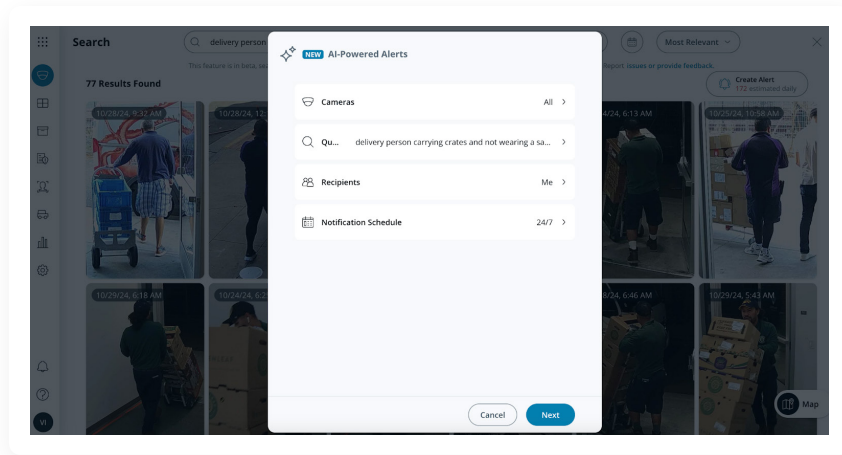 Search
delivery person
Most Relevant
This feature is in beta, sea
Report issues or provide feedback.
77 Results Found
Create Alert
172 estimated daily
10/28/24, 9:32 AM
10/28/24, 12:
4/24, 6:13 AM
10/25/24, 10:58 AM
NEW AI-Powered Alerts
Cameras All
Qu... delivery person carrying crates and not wearing a sa...
Recipients Me
Notification Schedule 24/7
10/29/24, 6:18 AM
10/24/24, 6:2
8/24, 6:46 AM
10/29/24, 5:43 AM
Map
Cancel Next
VI